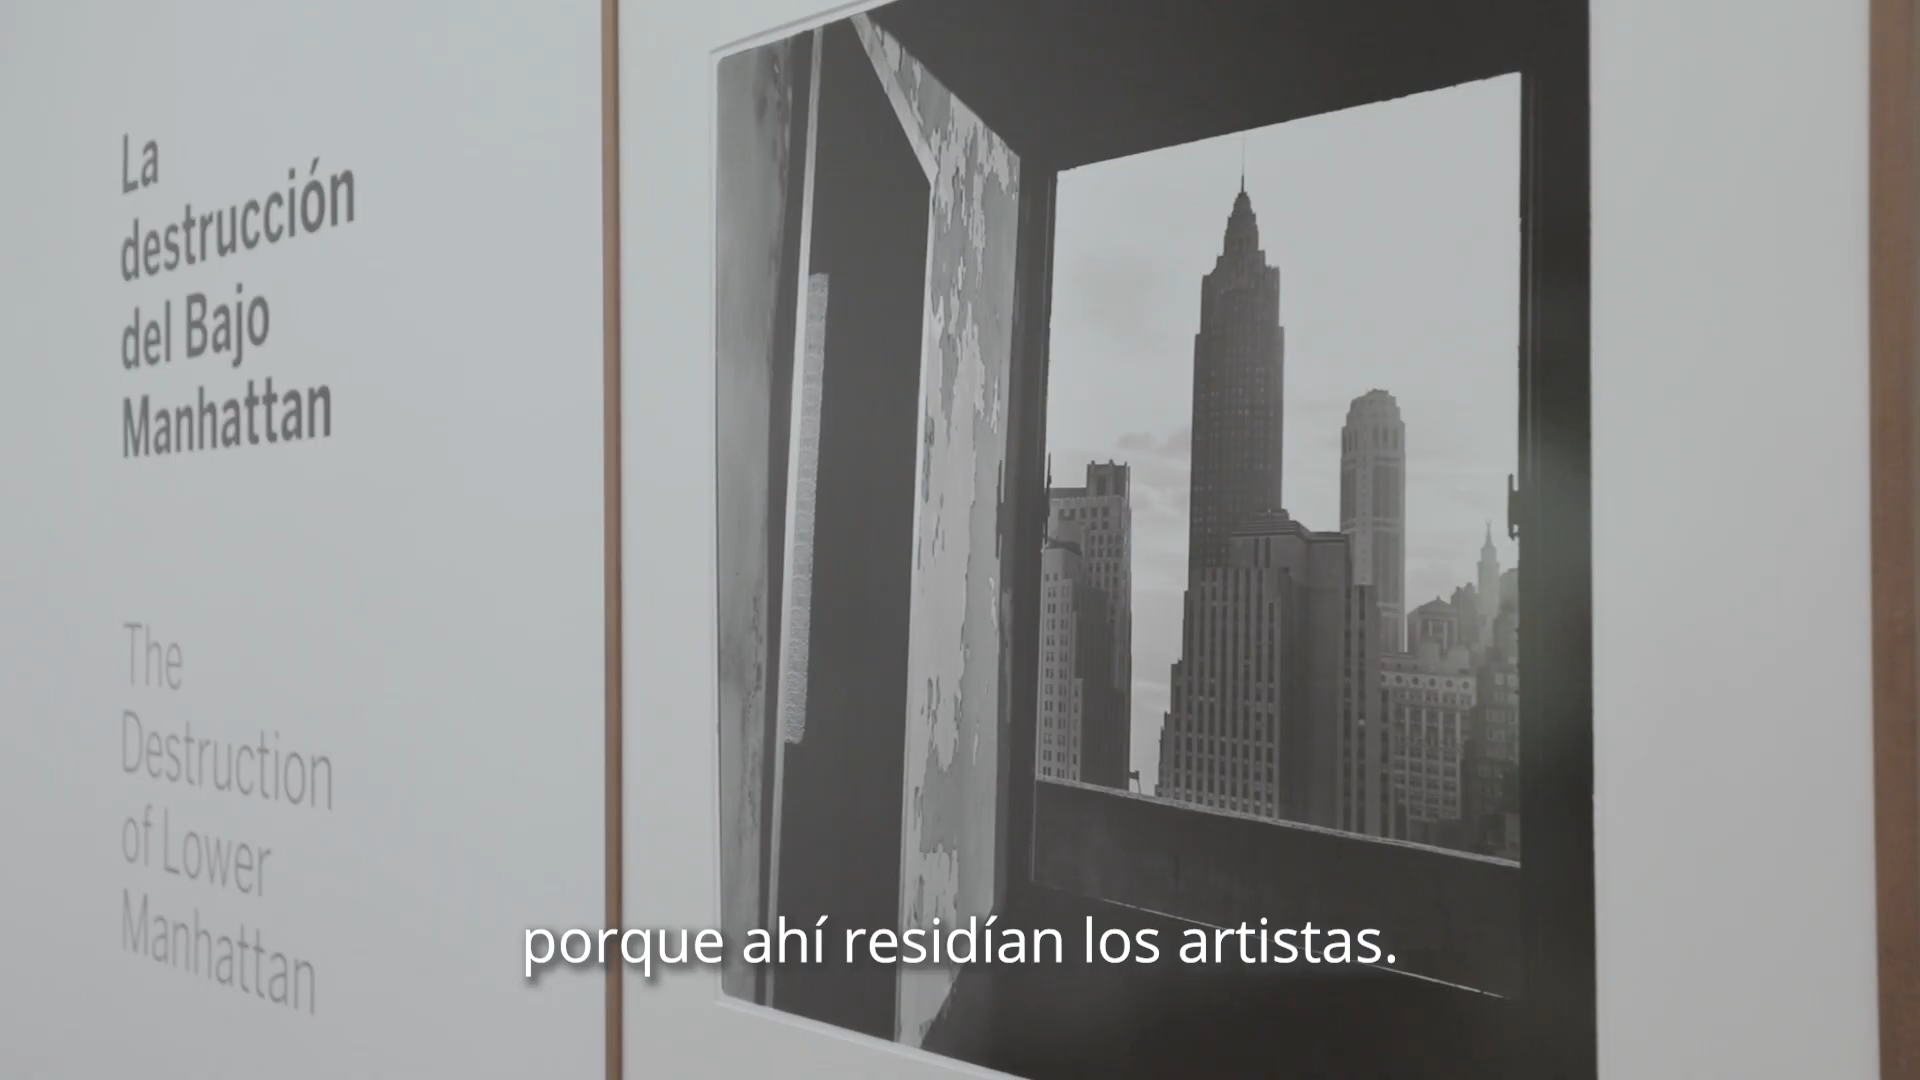 La
destrucción
del Bajo
Manhattan
The
Destruction
of Lower
Manhattan
porque ahí residían los artistas.